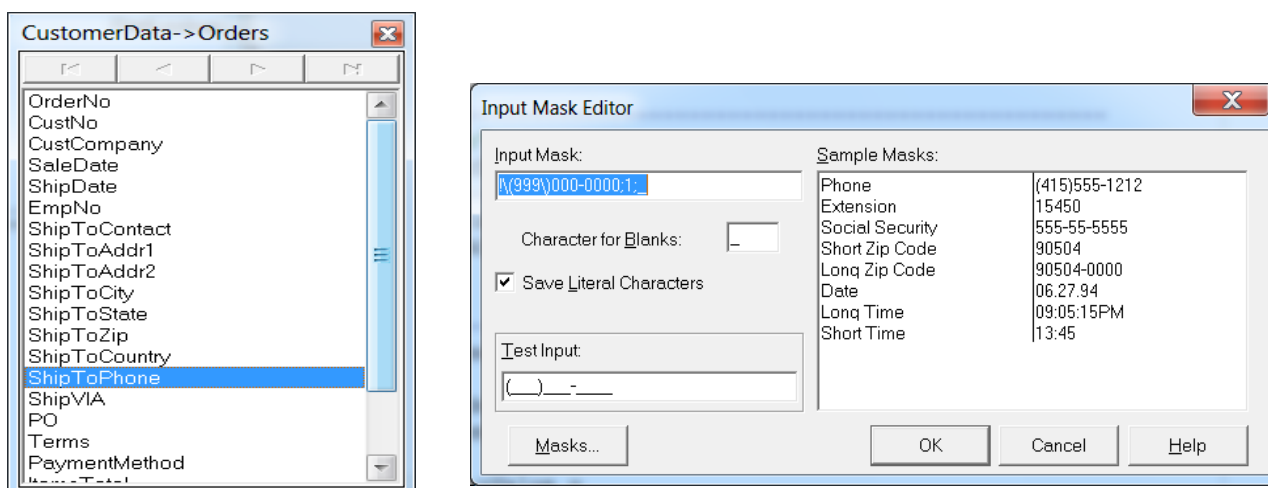 CustomerData->Orders
OrderNo
CustNo
CustCompany
SaleDate
ShipDate
EmpNo
ShipToContact
ShipToAddr1
ShipToAddr2
ShipToCity
ShipToState
ShipToZip
ShipToCountry
ShipToPhone
ShipVIA
PO
Terms
PaymentMethod
ItemsTotal
Input Mask Editor
Input Mask:
!\(999\)000-0000;1;_
Character for Blanks:
_
Save Literal Characters
Test Input:
(___)___-____
Masks...
Sample Masks:
Phone (415)555-1212
Extension 15450
Social Security 555-55-5555
Short Zip Code 90504
Long Zip Code 90504-0000
Date 06.27.94
Long Time 09:05:15PM
Short Time 13:45
OK Cancel Help